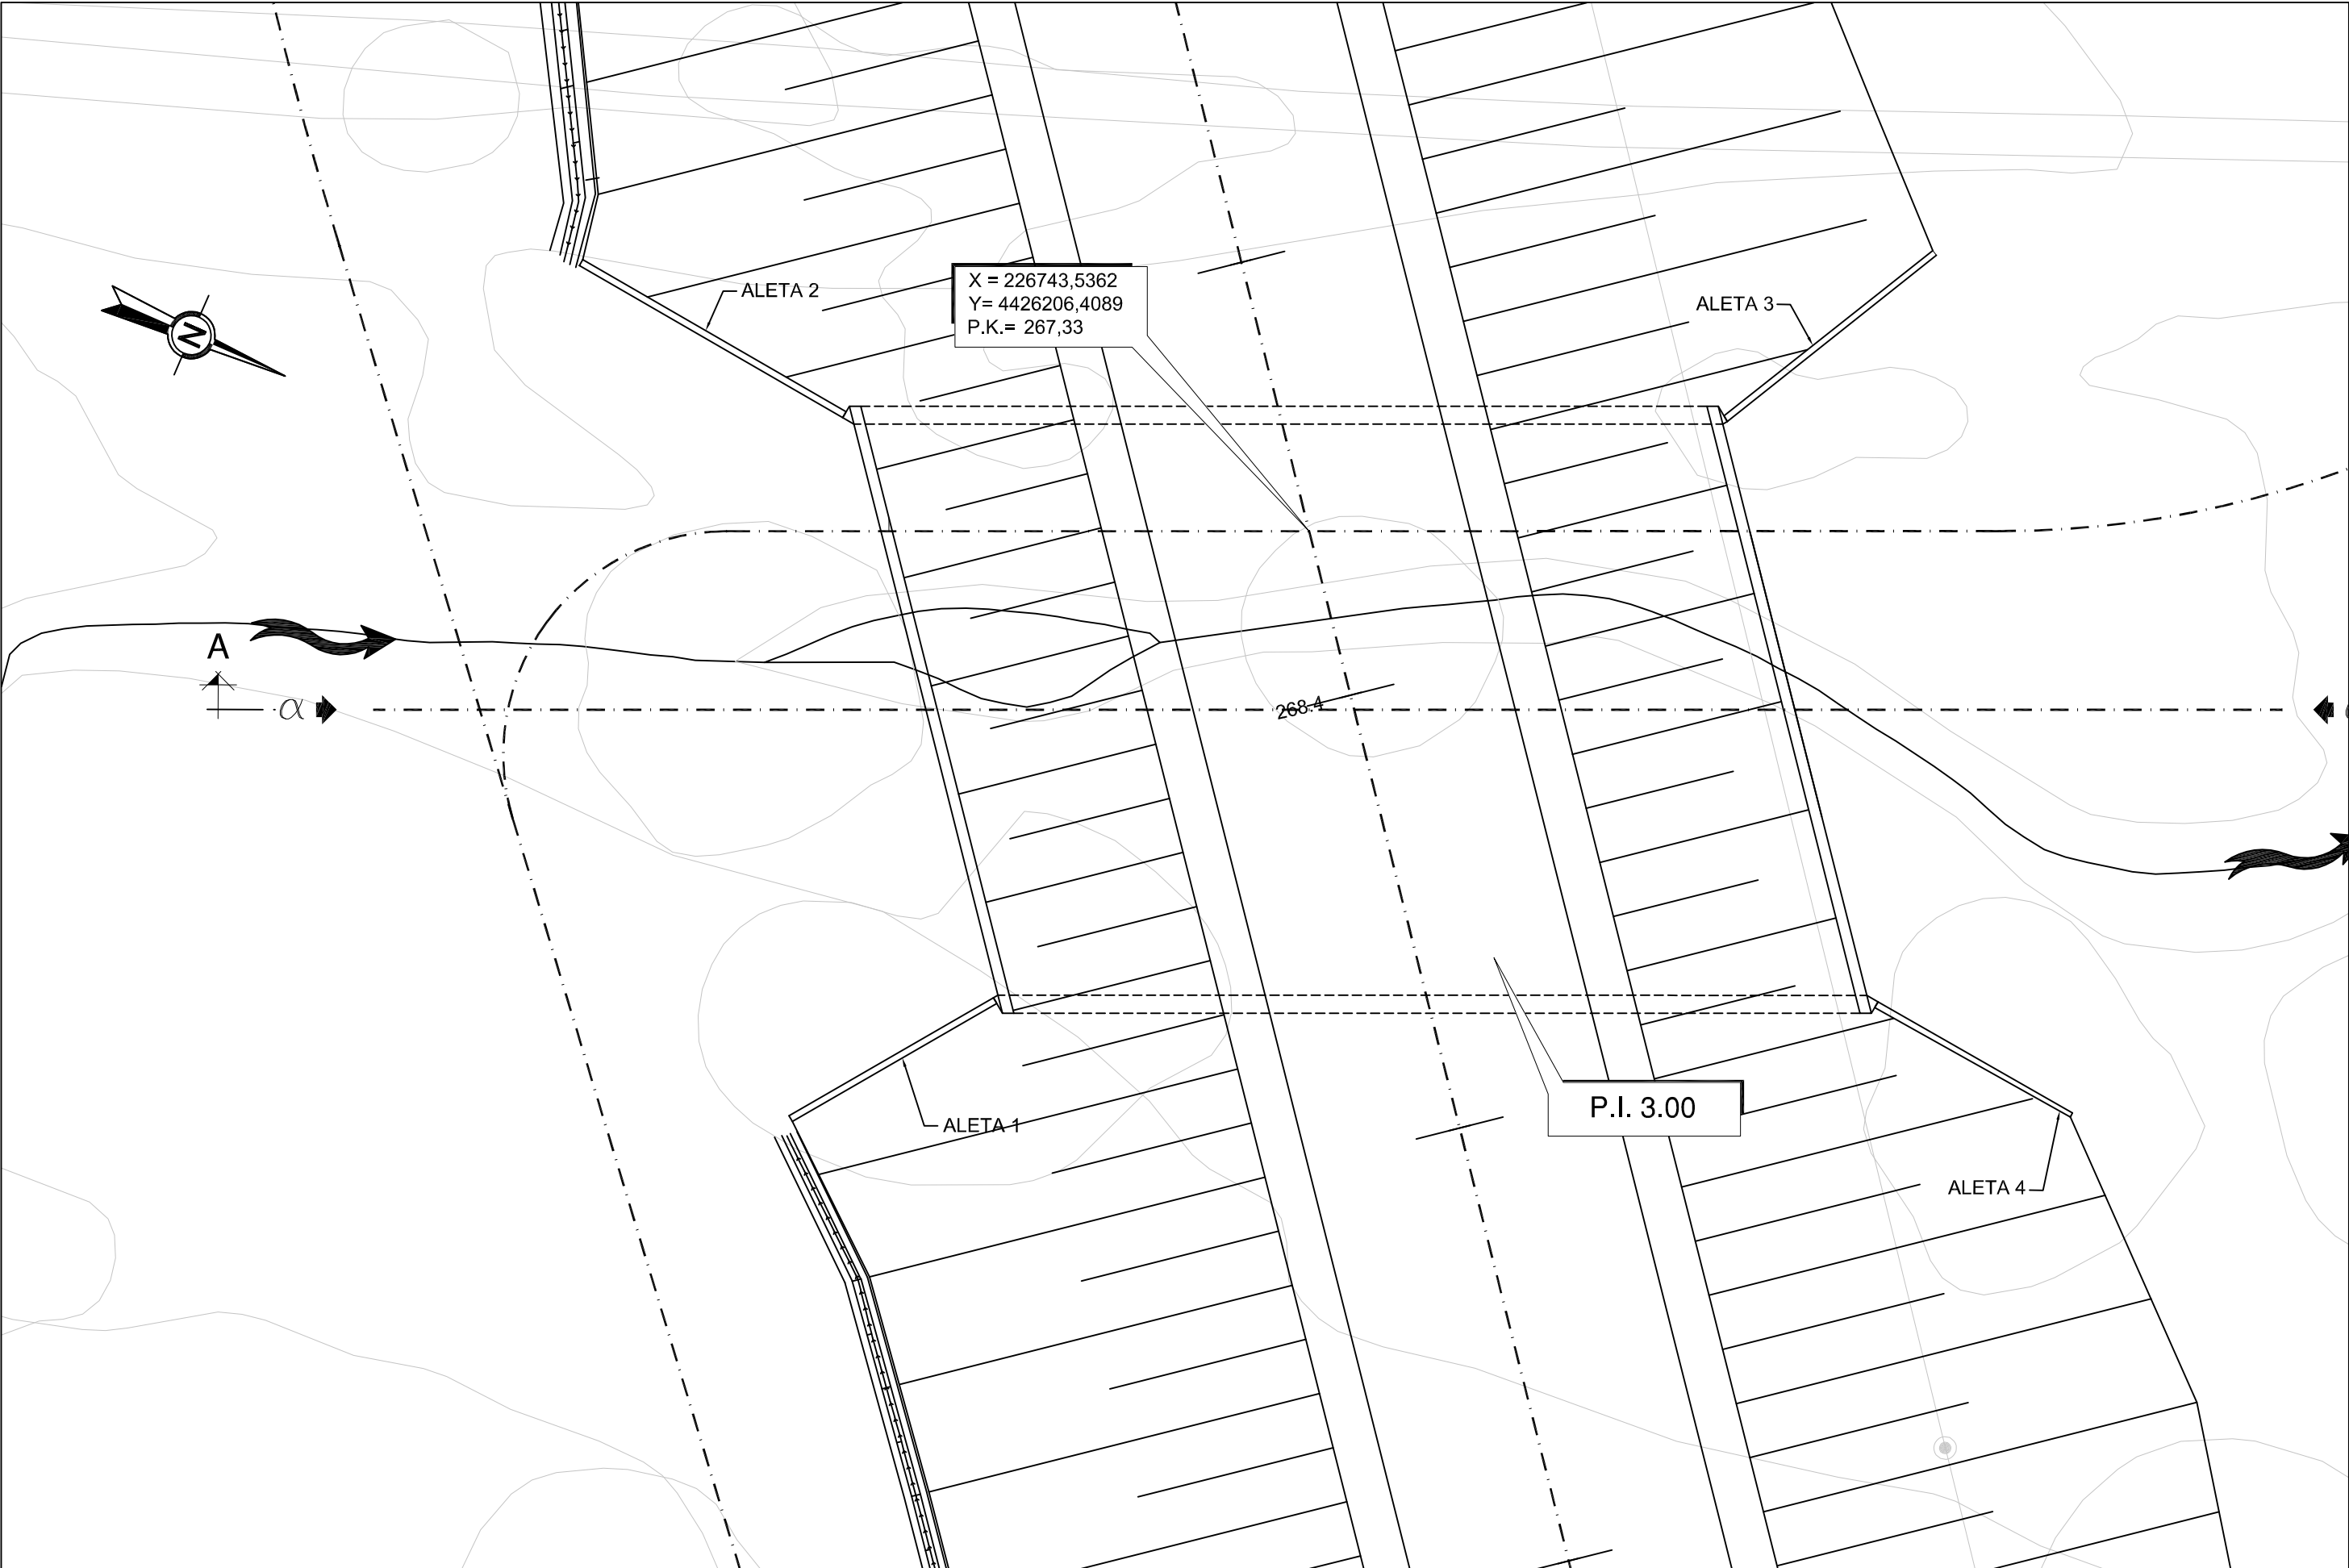 ALETA 2
X = 226743,5362
Y= 4426206,4089
P.K.= 267,33
ALETA 3
N
A
α
268.4
P.I. 3.00
ALETA 1
ALETA 4